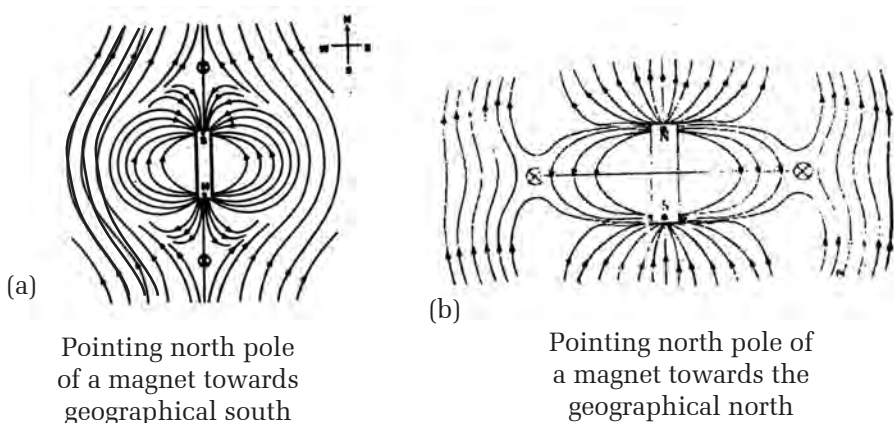 N
W
S
S
N
N
S
(a)
(b)
Pointing north pole
of a magnet towards
geographical south
Pointing north pole of
a magnet towards the
geographical north